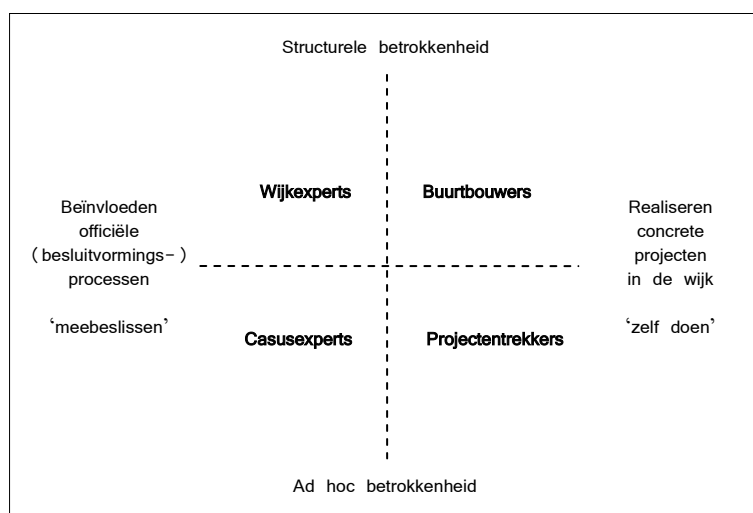 Structurele betrokkenheid
Wijkexperts
Buurtbouwers
Beïnvloeden
officiële
(besluitvormings-)
processen
‘meebeslissen’
Realiseren
concrete
projecten
in de wijk
‘zelf doen’
Casusexperts
Projectentrekkers
Ad hoc betrokkenheid